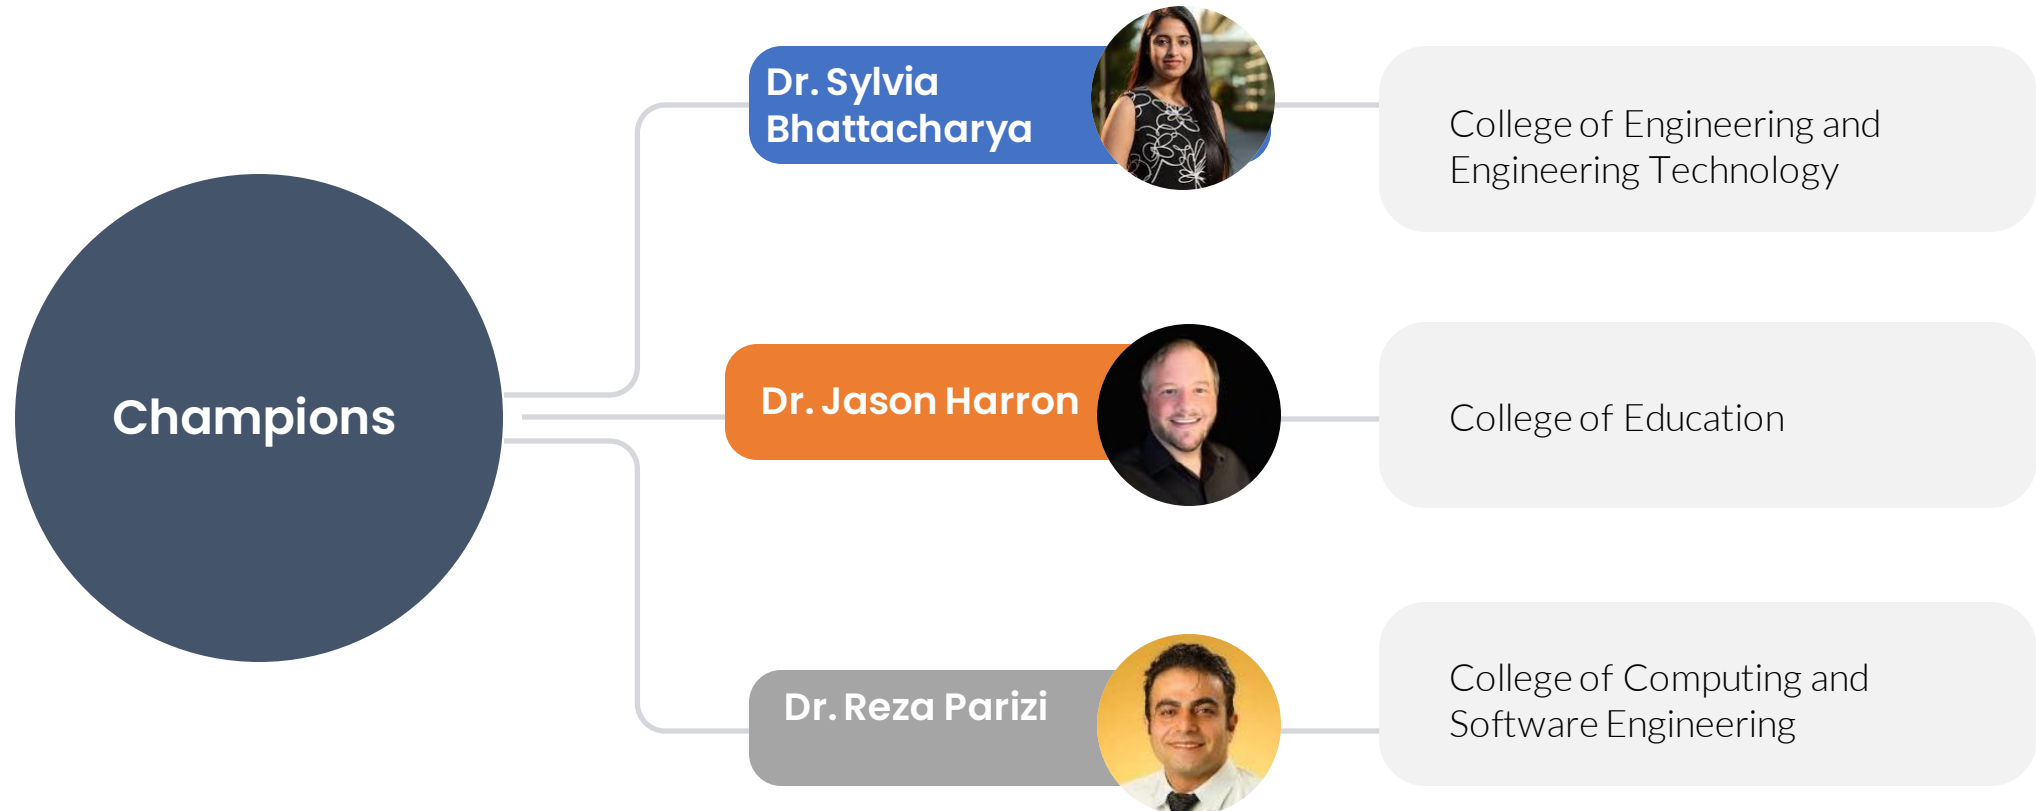 Champions
Dr. Sylvia
Bhattacharya
College of Engineering and
Engineering Technology
Dr. Jason Harron
College of Education
Dr. Reza Parizi
College of Computing and
Software Engineering